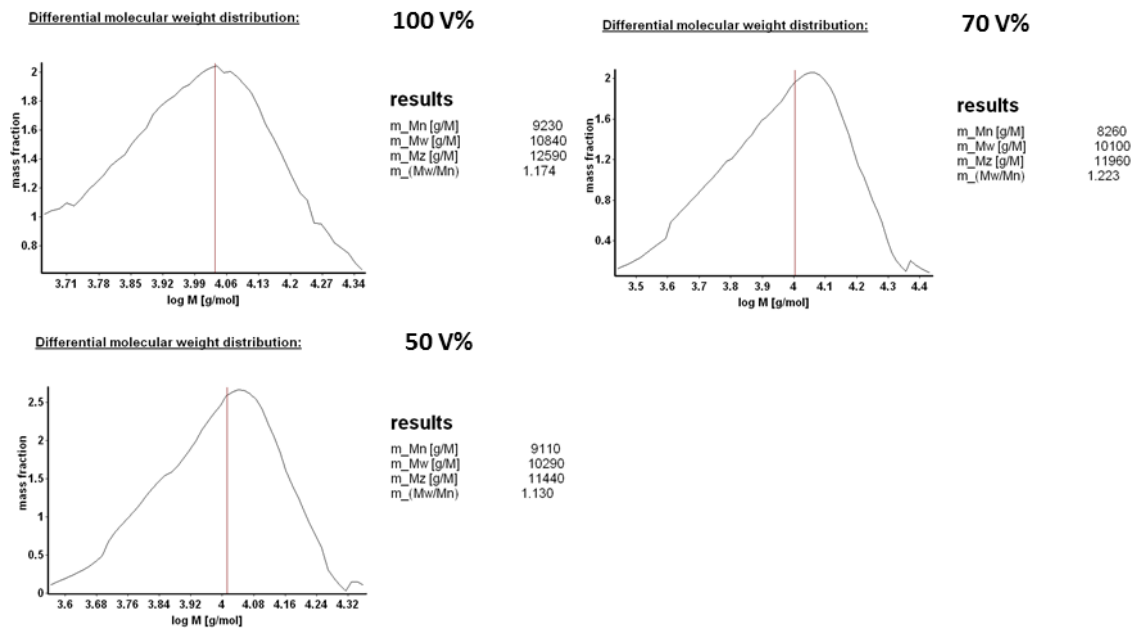 Differential molecular weight distribution:
100 V%
mass fraction
2
1.8
1.6
1.4
1.2
1
0.8
3.71 3.78 3.85 3.92 3.99 4.06 4.13 4.2 4.27 4.34
log M [g/mol]
results
m_Mn [g/M] 9230
m_Mw [g/M] 10840
m_Mz [g/M] 12590
m_(Mw/Mn) 1.174
Differential molecular weight distribution:
70 V%
mass fraction
2
1.6
1.2
0.8
0.4
3.5 3.6 3.7 3.8 3.9 4 4.1 4.2 4.3 4.4
log M [g/mol]
results
m_Mn [g/M] 8260
m_Mw [g/M] 10100
m_Mz [g/M] 11960
m_(Mw/Mn) 1.223
Differential molecular weight distribution:
50 V%
mass fraction
2.5
2
1.5
1
0.5
0
3.6 3.68 3.76 3.84 3.92 4 4.08 4.16 4.24 4.32
log M [g/mol]
results
m_Mn [g/M] 9110
m_Mw [g/M] 10290
m_Mz [g/M] 11440
m_(Mw/Mn) 1.130